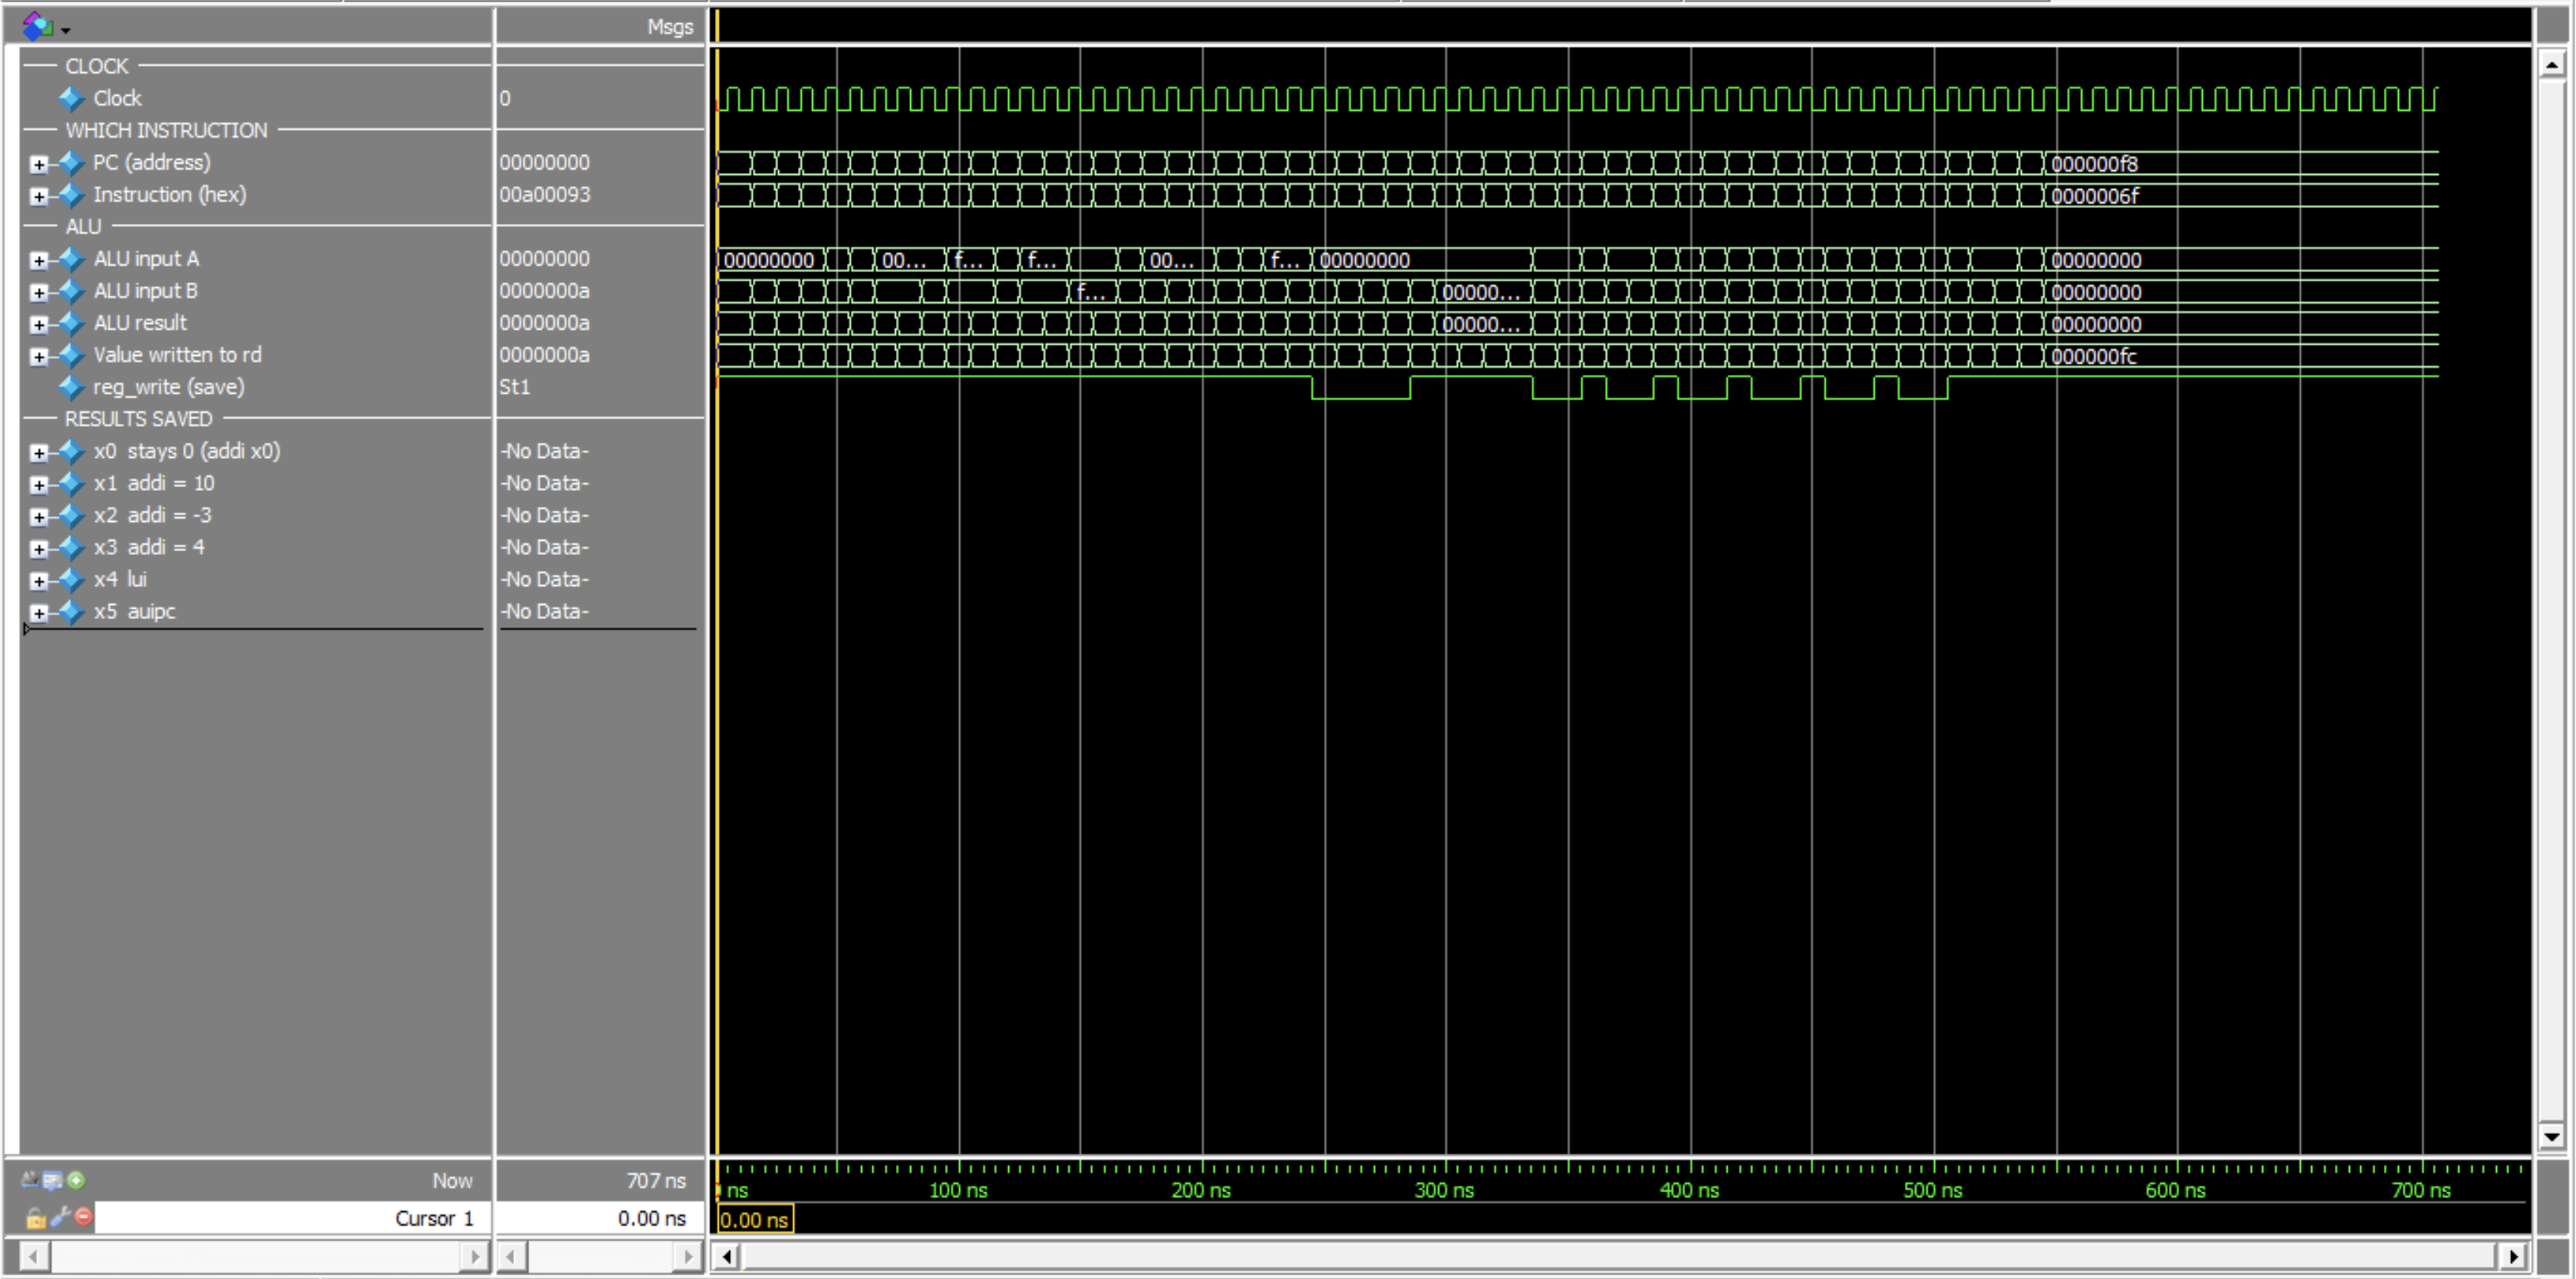 Msgs
CLOCK
Clock 0
WHICH INSTRUCTION
PC (address) 00000000 000000f8
Instruction (hex) 00a00093 0000006f
ALU
ALU input A 00000000 00000000 00... f... f... 00... f... 00000000 00000000
ALU input B 0000000a f... 00000... 00000000
ALU result 0000000a 00000... 00000000
Value written to rd 0000000a 000000fc
reg_write (save) St1
RESULTS SAVED
x0 stays 0 (addi x0) -No Data-
x1 addi = 10 -No Data-
x2 addi = -3 -No Data-
x3 addi = 4 -No Data-
x4 lui -No Data-
x5 auipc -No Data-
Now 707 ns ns 100 ns 200 ns 300 ns 400 ns 500 ns 600 ns 700 ns
Cursor 1 0.00 ns 0.00 ns